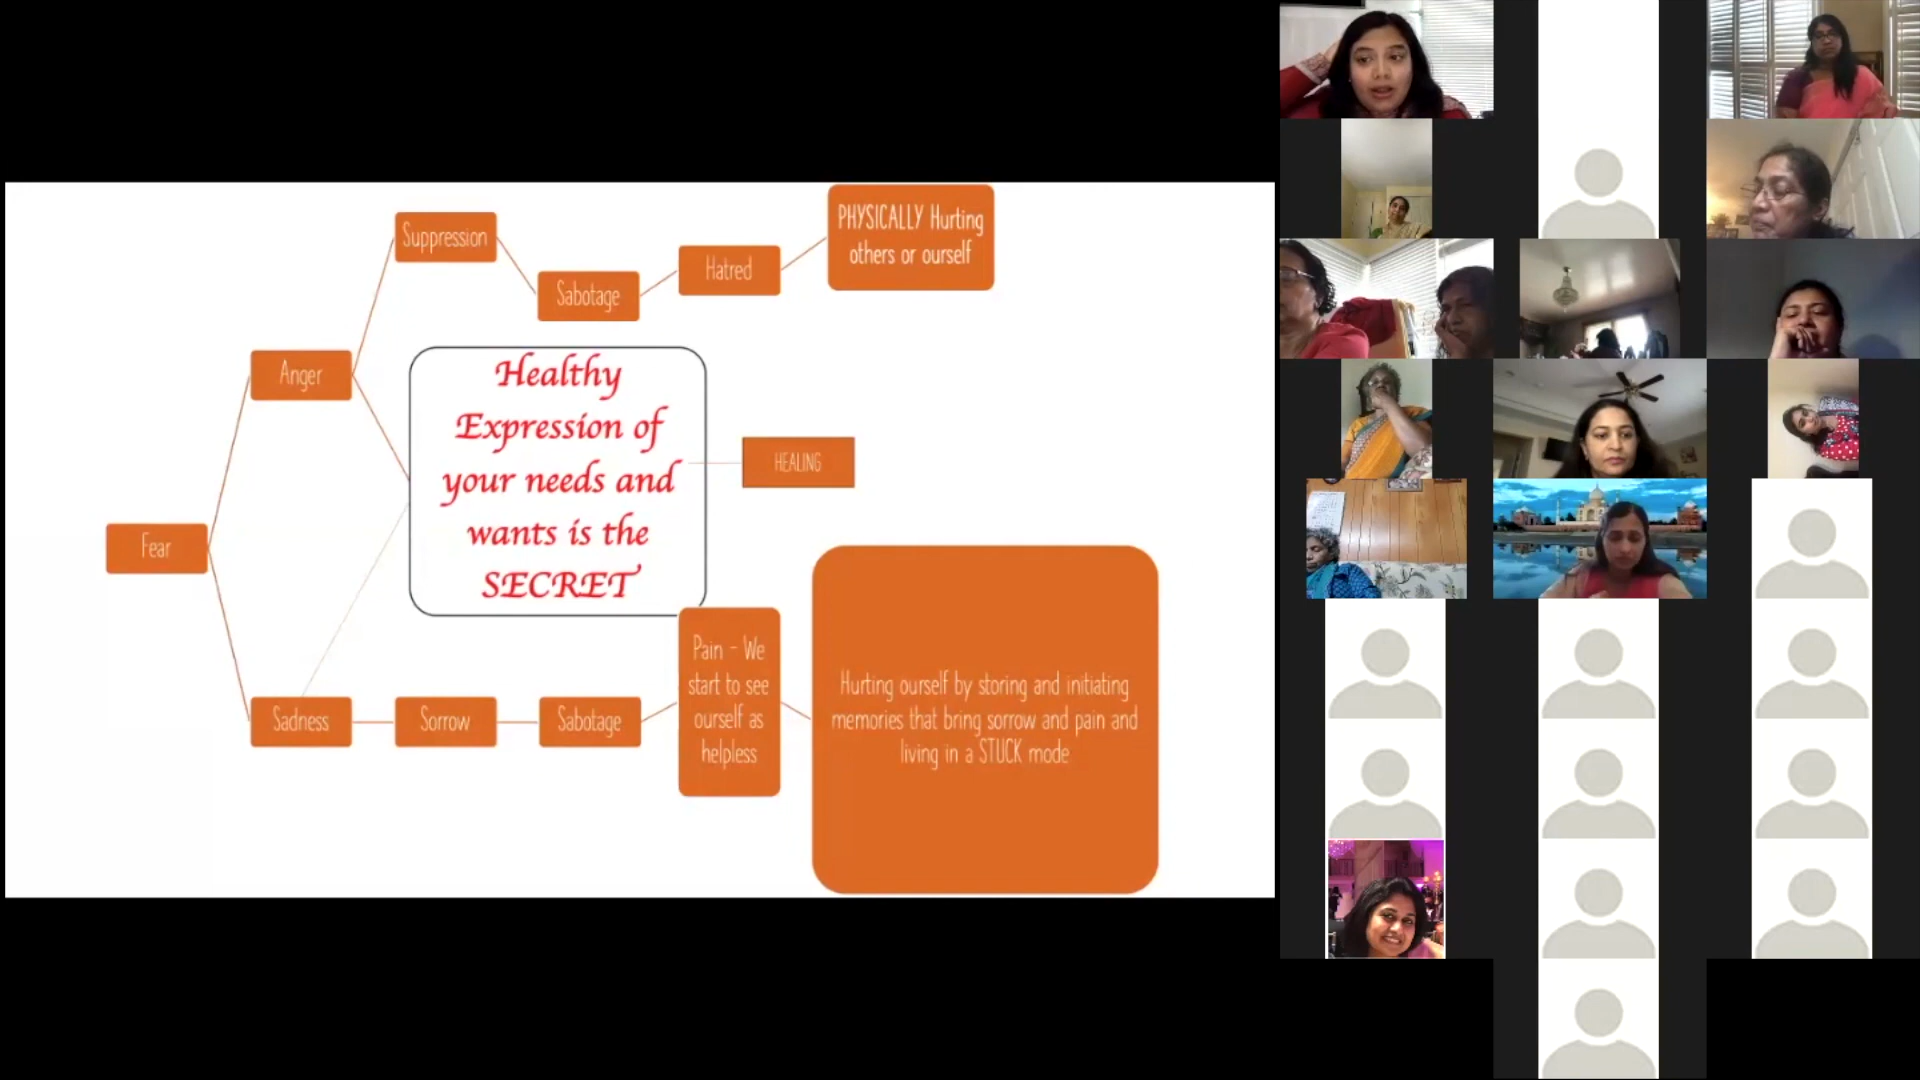 Suppression
PHYSICALLY Hurting
others or ourself
Hatred
Sabotage
Anger
Healthy
Expression of
your needs and
wants is the
SECRET
HEALING
Fear
Sadness
Sorrow
Sabotage
Pain - We
start to see
ourself as
helpless
Hurting ourself by storing and initiating
memories that bring sorrow and pain and
living in a STUCK mode